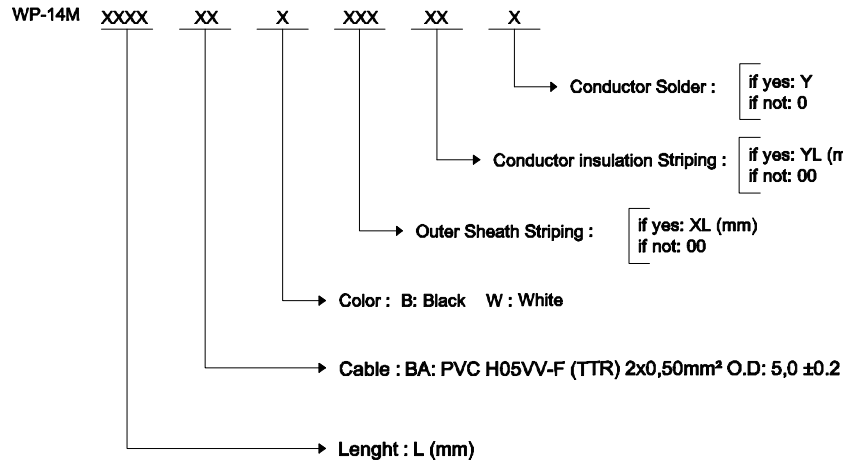 WP-14M XXXX XX X XXX XX X
Conductor Solder :
if yes: Y
if not: 0
Conductor insulation Striping :
if yes: YL (m
if not: 00
Outer Sheath Striping :
if yes: XL (mm)
if not: 00
Color : B: Black W : White
Cable : BA: PVC H05VV-F (TTR) 2x0,50mm² O.D: 5,0 ±0.2
Lenght : L (mm)